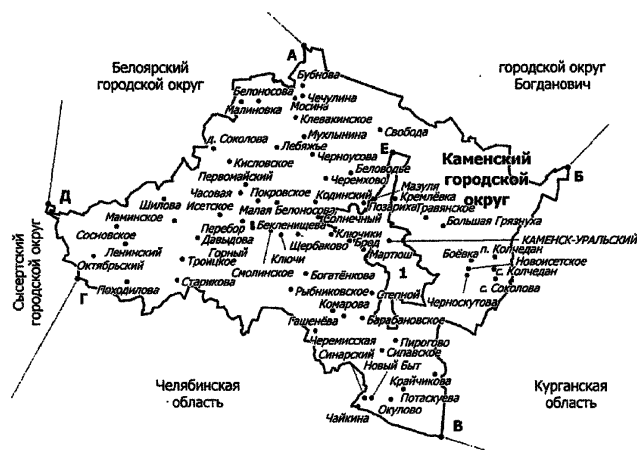 А
Бубнова
Белоярский
городской округ
городской округ
Богданович
Белоносова
Чечулина
Малиновка
Мосина
Клевакинское
Мухлынина
Свобода
д. Соколова
Лебяжье
Черноусова
Е
Кисловское
Беловодье
Каменский
городской
округ
Б
Первомайский
Черемхово
Мазуля
Часовая
Покровское
Кодинский
Кремлёвка
Позариха
Травянское
Д
Шилова
Исетское
Малая Белоносова
Солнечный
Большая Грязнуха
Маминское
Перебор
Бекленищева
Ключики
Сосновское
Давыдова
Щербаково
Брод
КАМЕНСК-УРАЛЬСКИЙ
Ленинский
Горный
Мартюш
Боёвка
п. Колчедан
Октябрьский
Троицкое
Ключи
Новоисетское
Сысертский
городской округ
Смолинское
Богатёнкова
1
с. Колчедан
Г
Походилова
Старикова
Рыбниковское
Степной
Черноскутова
с. Соколова
Комарова
Гашенёва
Барабановское
Черемисская
Пирогово
Синарский
Сипавское
Новый Быт
Челябинская
область
Крайчикова
Курганская
область
Потаскуева
Чайкина
Окулово
В